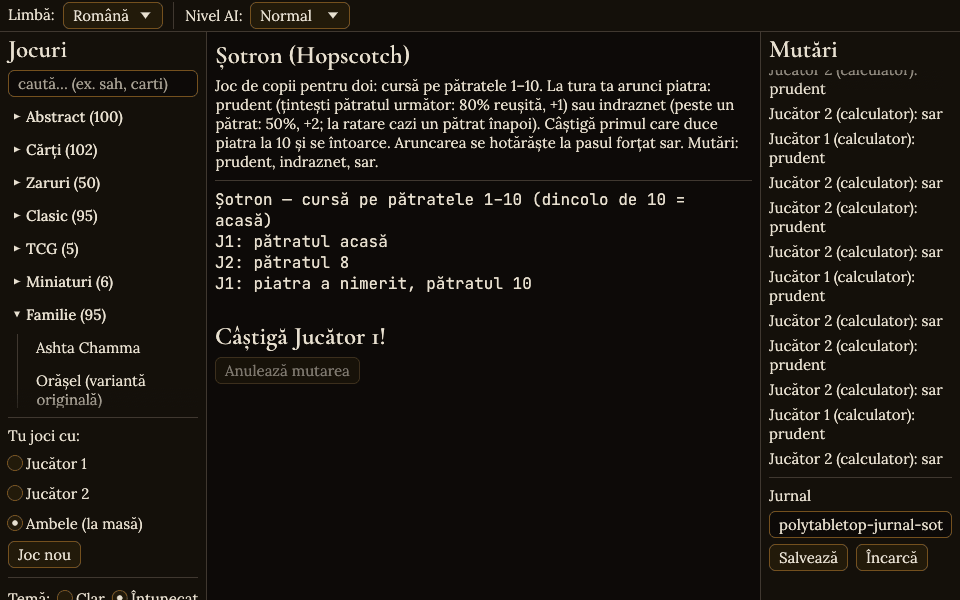 Limbă: Română ▼ Nivel AI: Normal ▼
Jocuri
caută... (ex. sah, carti)
▸ Abstract (100)
▸ Cărți (102)
▸ Zaruri (50)
▸ Clasic (95)
▸ TCG (5)
▸ Miniaturi (6)
▾ Familie (95)
Ashta Chamma
Orășel (variantă
originală)
Tu joci cu:
Jucător 1
Jucător 2
Ambele (la masă)
Joc nou
Temă: Clar Întunecat
Șotron (Hopscotch)
Joc de copii pentru doi: cursă pe pătratele 1–10. La tura ta arunci piatra:
prudent (țintești pătratul următor: 80% reușită, +1) sau indraznet (peste un
pătrat: 50%, +2; la ratare cazi un pătrat înapoi). Câștigă primul care duce
piatra la 10 și se întoarce. Aruncarea se hotărăște la pasul forțat sar. Mutări:
prudent, indraznet, sar.
Șotron — cursă pe pătratele 1–10 (dincolo de 10 =
acasă)
J1: pătratul acasă
J2: pătratul 8
J1: piatra a nimerit, pătratul 10
Câștigă Jucător 1!
Anulează mutarea
Mutări
Jucător 2 (calculator):
prudent
Jucător 2 (calculator): sar
Jucător 1 (calculator):
prudent
Jucător 2 (calculator): sar
Jucător 1 (calculator):
prudent
Jucător 2 (calculator): sar
Jucător 1 (calculator):
prudent
Jucător 2 (calculator): sar
Jucător 2 (calculator):
prudent
Jucător 2 (calculator): sar
Jucător 1 (calculator):
prudent
Jucător 2 (calculator): sar
Jurnal
polytabletop-jurnal-sot
Salvează Încarcă